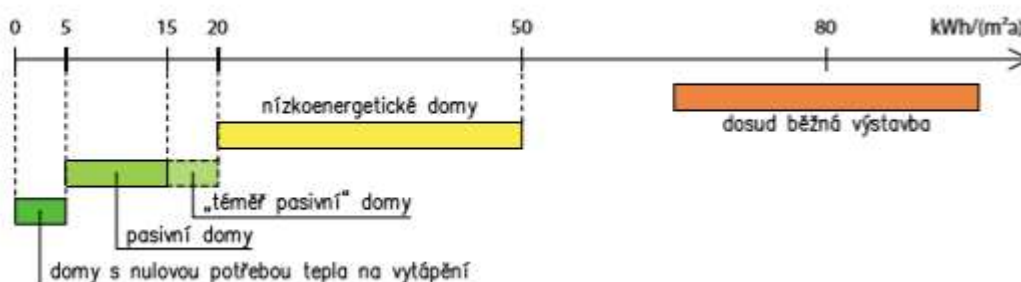 0 5 15 20 50 80 kWh/(m²a)
nízkoenergetické domy
dosud běžná výstavba
„téměř pasivní“ domy
pasivní domy
domy s nulovou potřebou tepla na vytápění